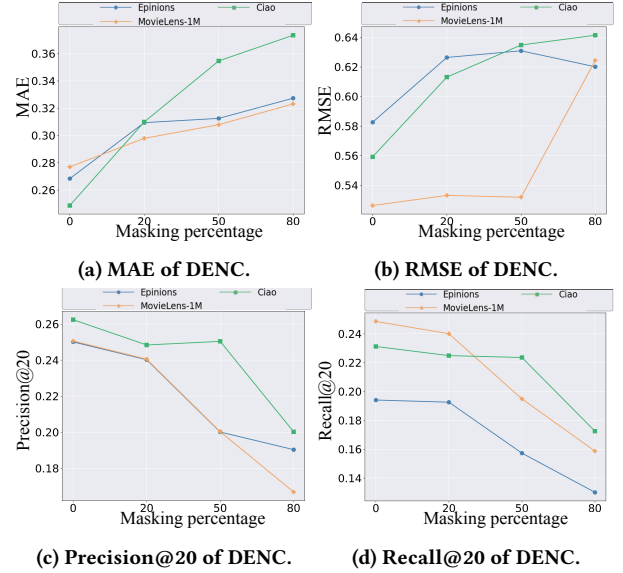 Epinions
Ciao
MovieLens-1M
0.36
0.34
0.32
0.30
0.28
0.26
MAE
0
20
50
80
Masking percentage
(a) MAE of DENC.
Epinions
Ciao
MovieLens-1M
0.64
0.62
0.60
0.58
0.56
0.54
RMSE
0
20
50
80
Masking percentage
(b) RMSE of DENC.
Epinions
Ciao
MovieLens-1M
0.26
0.24
0.22
0.20
0.18
Precision@20
0
20
50
80
Masking percentage
(c) Precision@20 of DENC.
Epinions
Ciao
MovieLens-1M
0.24
0.22
0.20
0.18
0.16
0.14
Recall@20
0
20
50
80
Masking percentage
(d) Recall@20 of DENC.